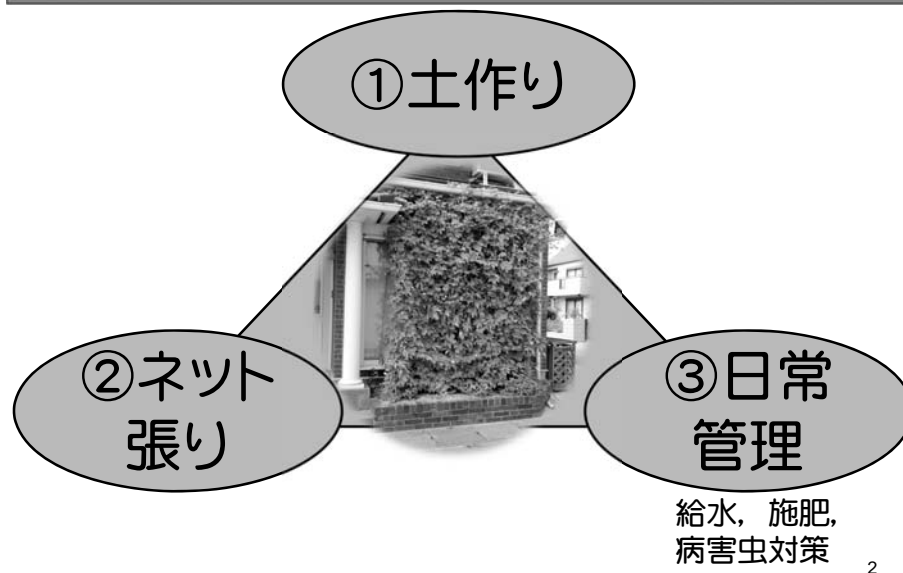 ①土作り
②ネット
張り
③日常
管理
給水，施肥，
病害虫対策
2